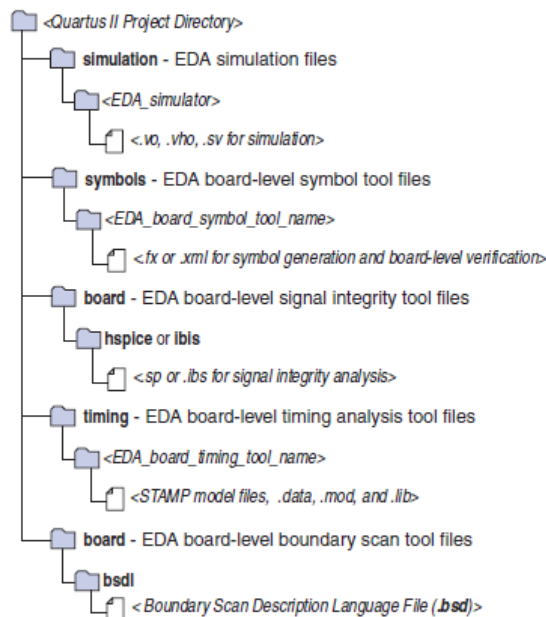 <Quartus II Project Directory>
simulation - EDA simulation files
<EDA_simulator>
<.vo, .vho, .sv for simulation>
symbols - EDA board-level symbol tool files
<EDA_board_symbol_tool_name>
<fx or .xml for symbol generation and board-level verification>
board - EDA board-level signal integrity tool files
hspice or ibis
<sp or .ibs for signal integrity analysis>
timing - EDA board-level timing analysis tool files
<EDA_board_timing_tool_name>
<STAMP model files, .data, .mod, and .lib>
board - EDA board-level boundary scan tool files
bsdl
< Boundary Scan Description Language File (.bsd)>